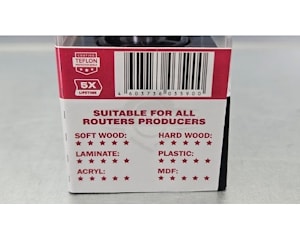 TEFLON
5X
LIFETIME
SUITABLE FOR ALL
ROUTERS PRODUCERS
SOFT WOOD: HARD WOOD:
★ ★ ★ ★ ★ ★ ★ ★ ★ ★
LAMINATE: PLASTIC:
★ ★ ★ ★ ★ ★ ★ ★ ★ ★
ACRYL: MDF:
★ ★ ★ ★ ★ ★ ★ ★ ★ ★